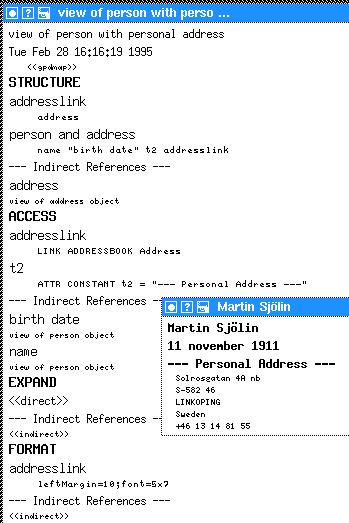 view of person with perso ...
view of person with personal address
Tue Feb 28 16:16:19 1995
<<gpdmap>>
STRUCTURE
addresslink
address
person and address
name "birth date" t2 addresslink
--- Indirect References ---
address
view of address object
ACCESS
addresslink
LINK ADDRESSBOOK Address
t2
ATTR CONSTANT t2 = "--- Personal Address ---"
--- Indirect References ---
birth date
view of person object
name
view of person object
EXPAND
<<direct>>
--- Indirect References
<<indirect>>
FORMAT
addresslink
leftMargin=10;font=5x7
--- Indirect References ---
<<indirect>>
Martin Sjölin
Martin Sjölin
11 november 1911
--- Personal Address ---
Solrosgatan 4A nb
S-582 46
LINKOPING
Sweden
+46 13 14 81 55